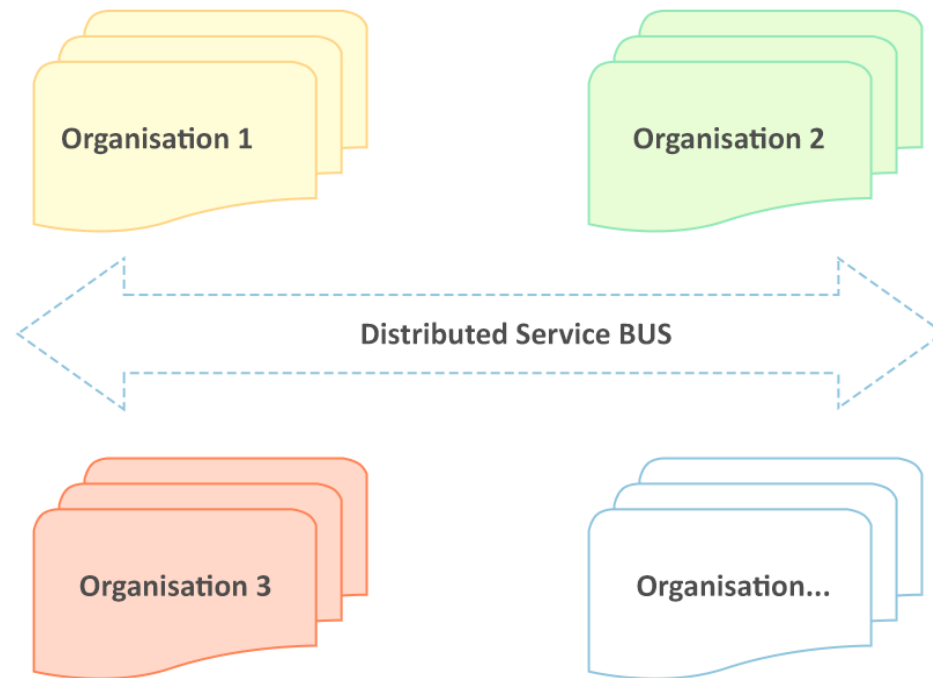 Organisation 1
Organisation 2
Distributed Service BUS
Organisation 3
Organisation...